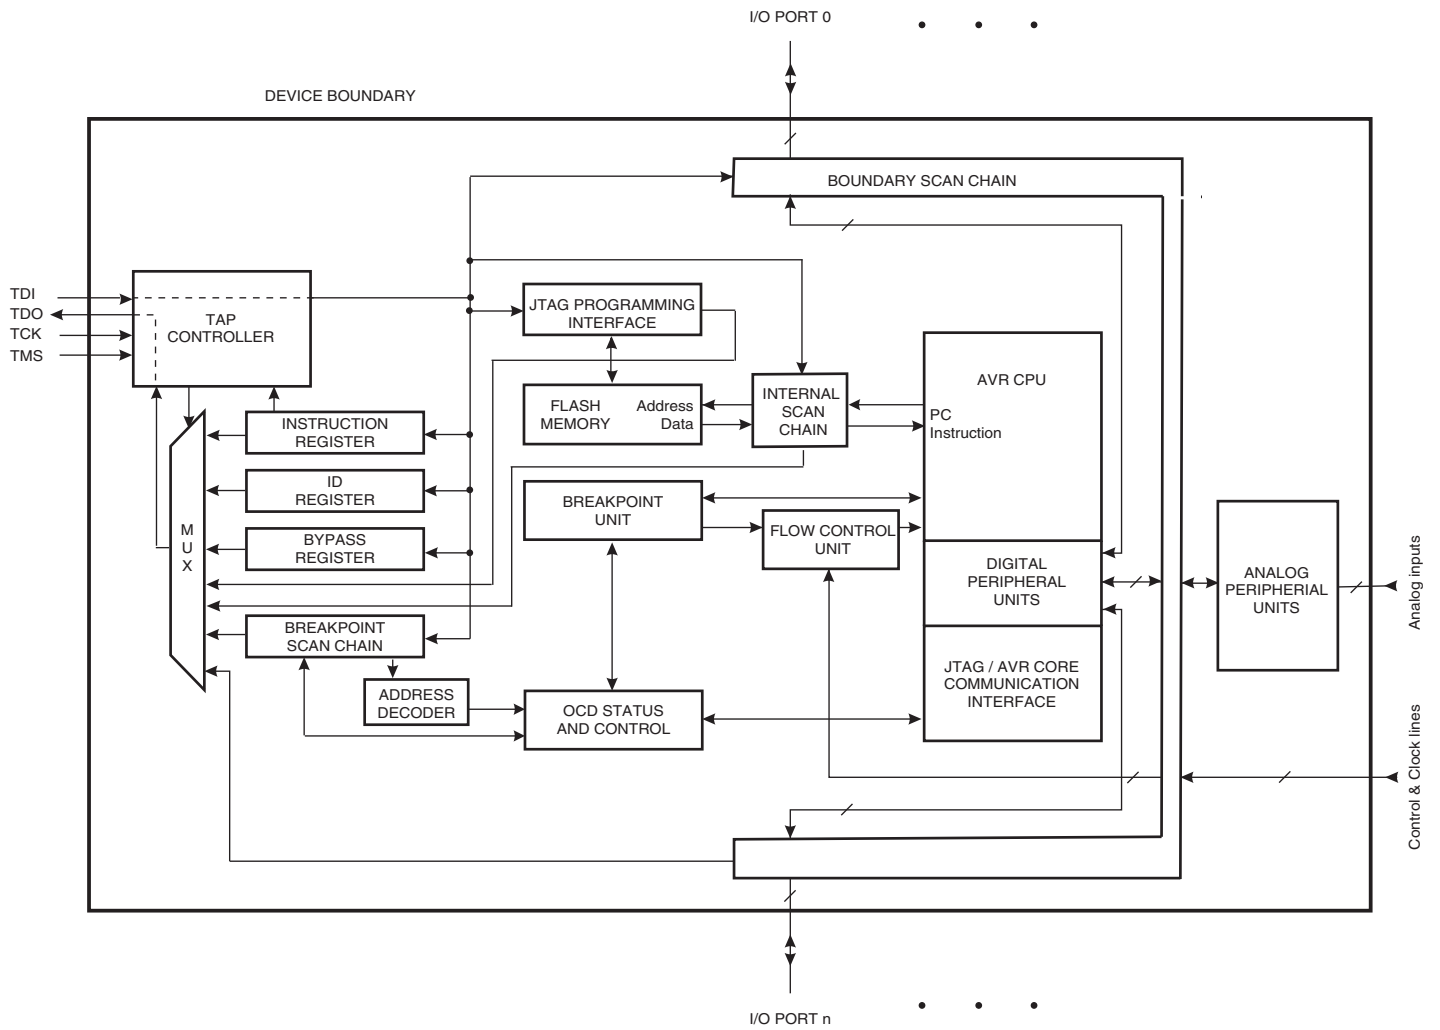 I/O PORT 0
DEVICE BOUNDARY
BOUNDARY SCAN CHAIN
TDI
TDO
TCK
TMS
TAP
CONTROLLER
JTAG PROGRAMMING
INTERFACE
AVR CPU
FLASH
MEMORY
Address
Data
INTERNAL
SCAN
CHAIN
PC
Instruction
INSTRUCTION
REGISTER
ID
REGISTER
BREAKPOINT
UNIT
FLOW CONTROL
UNIT
M
U
X
BYPASS
REGISTER
DIGITAL
PERIPHERAL
UNITS
ANALOG
PERIPHERIAL
UNITS
Analog inputs
BREAKPOINT
SCAN CHAIN
JTAG / AVR CORE
COMMUNICATION
INTERFACE
ADDRESS
DECODER
OCD STATUS
AND CONTROL
Control & Clock lines
I/O PORT n